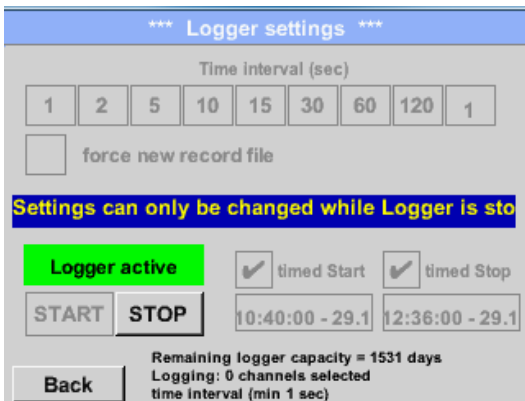 *** Logger settings ***
Time interval (sec)
1 2 5 10 15 30 60 120 1
force new record file
Settings can only be changed while Logger is sto
Logger active
timed Start timed Stop
START STOP 10:40:00 - 29.1 12:36:00 - 29.1
Remaining logger capacity = 1531 days
Logging: 0 channels selected
Back
time interval (min 1 sec)